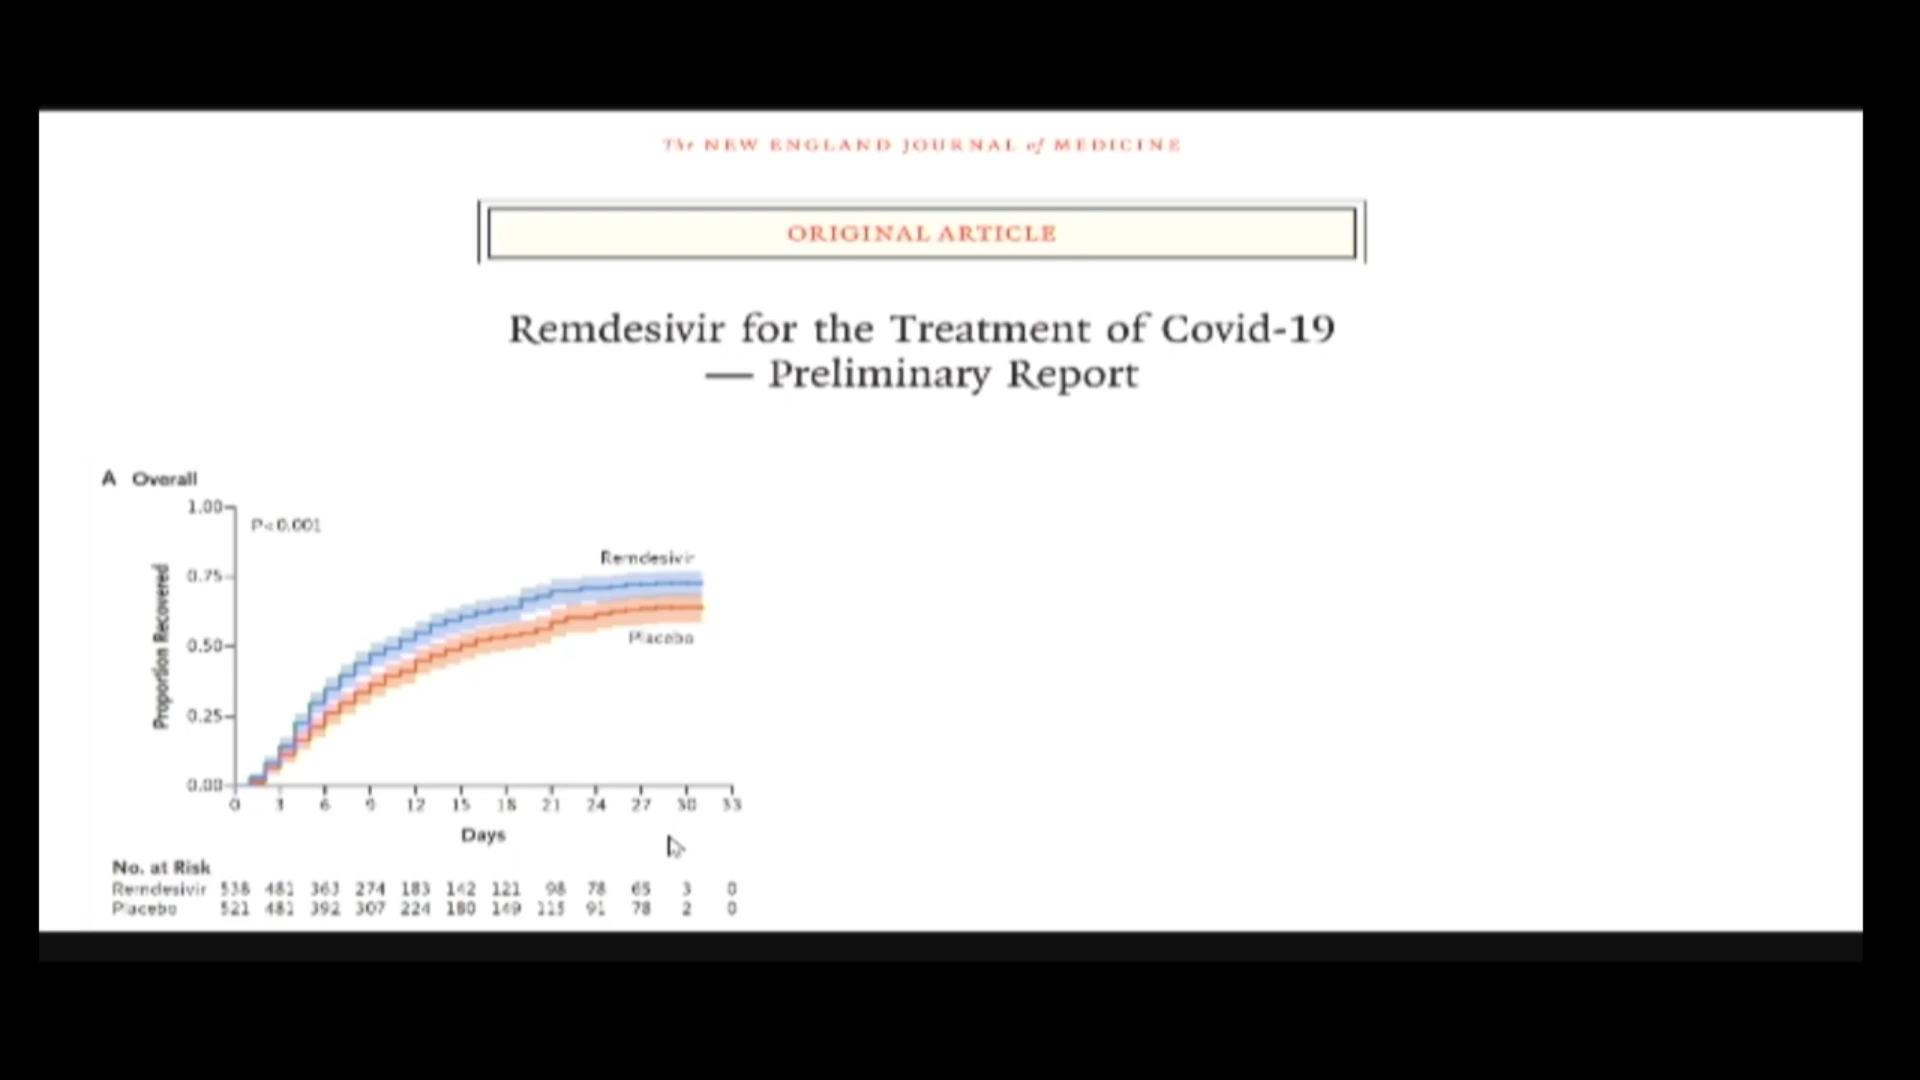 The NEW ENGLAND JOURNAL of MEDICINE
ORIGINAL ARTICLE
Remdesivir for the Treatment of Covid-19
— Preliminary Report
A Overall
1.00
P<0.001
Remdesivir
0.75
Proportion Recovered
Placebo
0.50
0.25
0.00
0 3 6 9 12 15 18 21 24 27 30 33
Days
No. at Risk
Remdesivir 538 481 363 274 183 142 121 98 78 65 3 0
Placebo 521 481 392 307 224 180 149 115 91 78 2 0